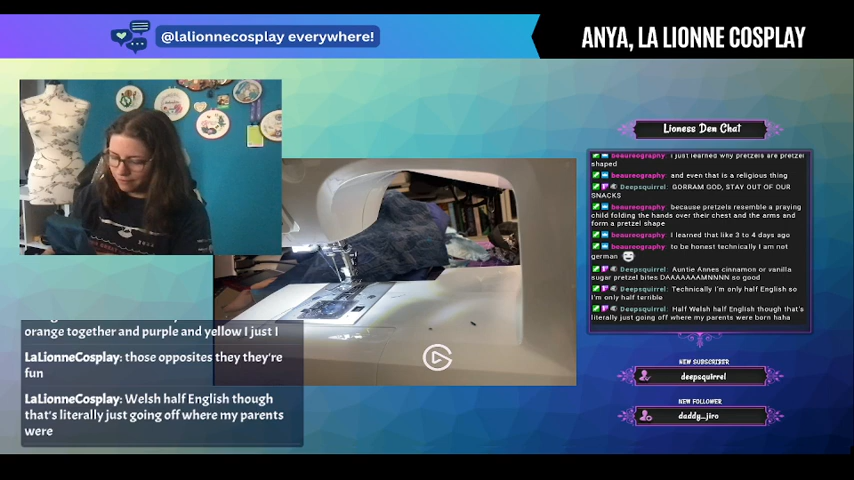 @lalionnecosplay everywhere!
ANYA, LA LIONNE COSPLAY
Lioness Den Chat
beaureography: i just learned why pretzels are pretzel
shaped
beaureography: and even that is a religious thing
Deepsquirrel: GORRAM GOD, STAY OUT OF OUR
SNACKS
beaureography: because pretzels resemble a praying
child folding the hands over their chest and the arms and
form a pretzel shape
beaureography: I learned that like 3 to 4 days ago
beaureography: to be honest technically I am not
german
Deepsquirrel: Auntie Annes cinnamon or vanilla
sugar pretzel bites DAAAAAAMNNNN so good
Deepsquirrel: Technically I'm only half English so
I'm only half terrible
Deepsquirrel: Half Welsh half English though that's
literally just going off where my parents were born haha
orange together and purple and yellow I just I
LaLionneCosplay: those opposites they they're
fun
LaLionneCosplay: Welsh half English though
that's literally just going off where my parents
were
NEW SUBSCRIBER
deepsquirrel
NEW FOLLOWER
daddy_jiro